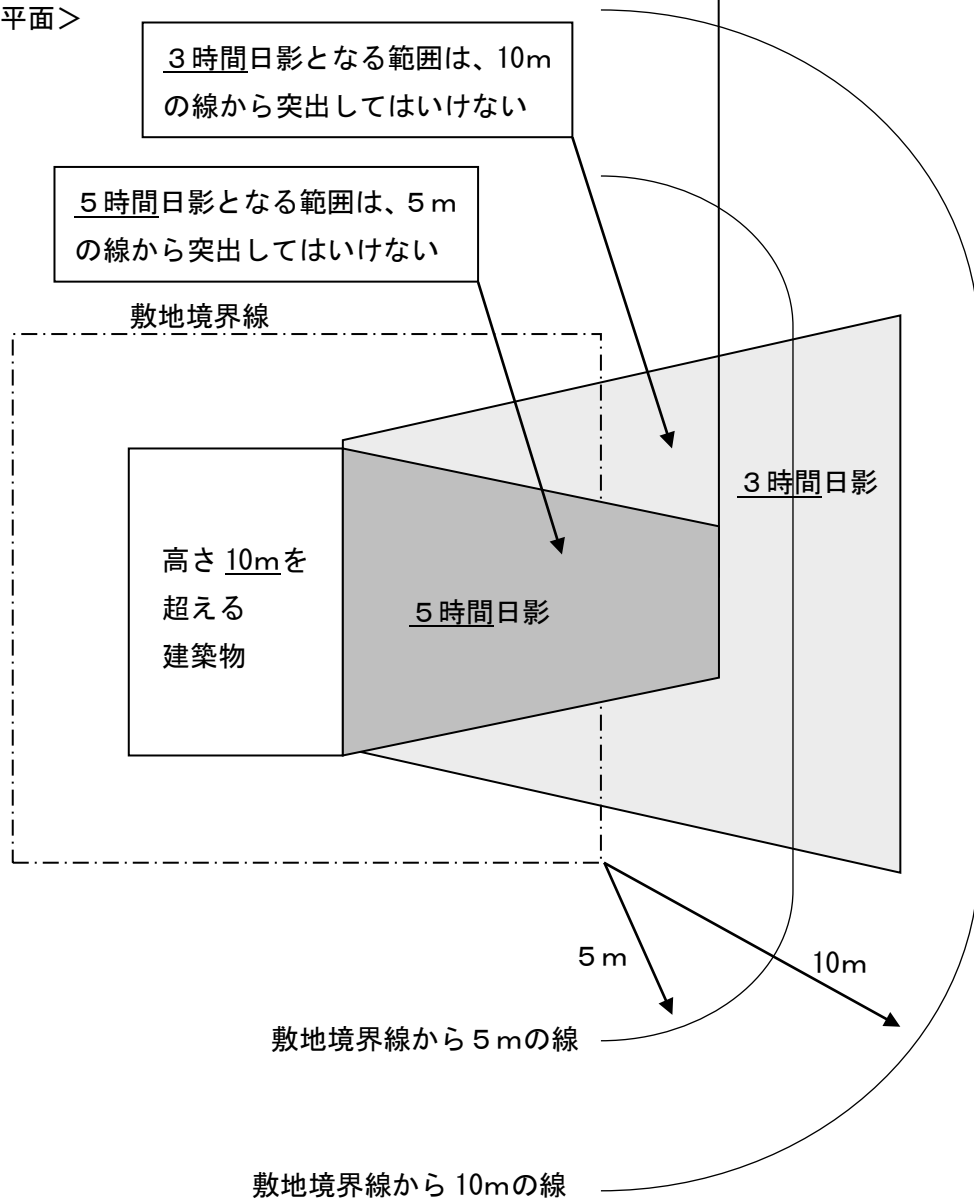 平面＞
３時間日影となる範囲は、10ｍ
の線から突出してはいけない
５時間日影となる範囲は、５ｍ
の線から突出してはいけない
敷地境界線
３時間日影
高さ 10ｍを
超える
建築物
５時間日影
５ｍ
10ｍ
敷地境界線から５ｍの線
敷地境界線から 10ｍの線